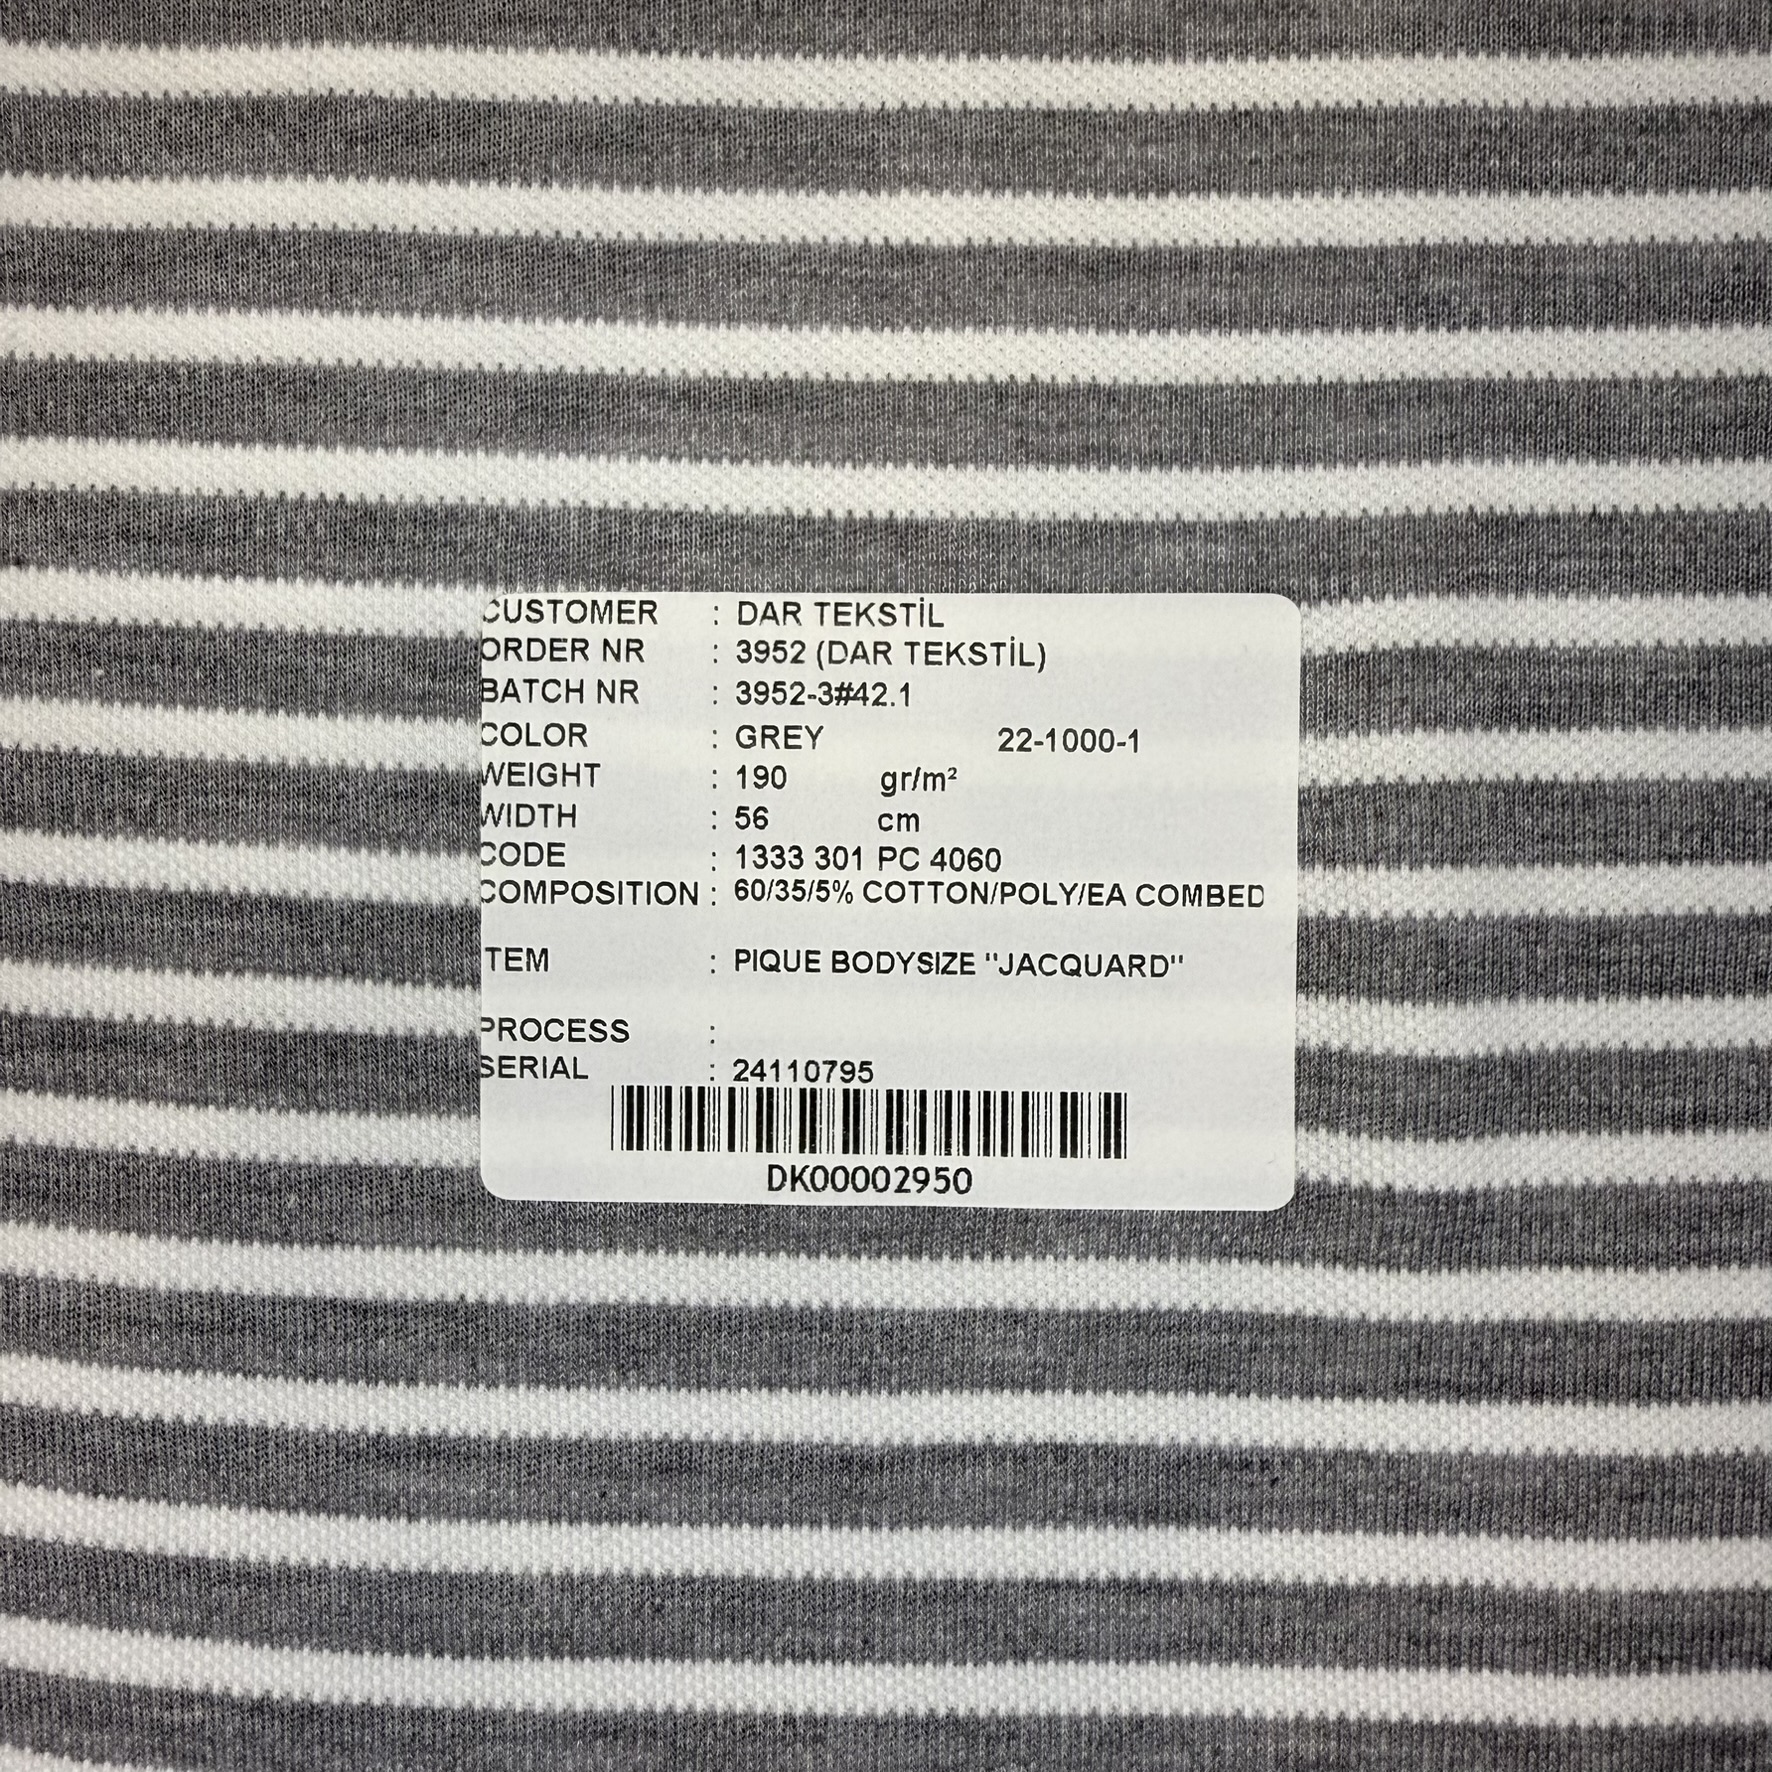 CUSTOMER : DAR TEKSTİL
ORDER NR : 3952 (DAR TEKSTİL)
BATCH NR : 3952-3#42.1
COLOR : GREY 22-1000-1
WEIGHT : 190 gr/m²
WIDTH : 56 cm
CODE : 1333 301 PC 4060
COMPOSITION : 60/35/5% COTTON/POLY/EA COMBED
ITEM : PIQUE BODYSIZE "JACQUARD"
PROCESS :
SERIAL : 24110795
DK00002950